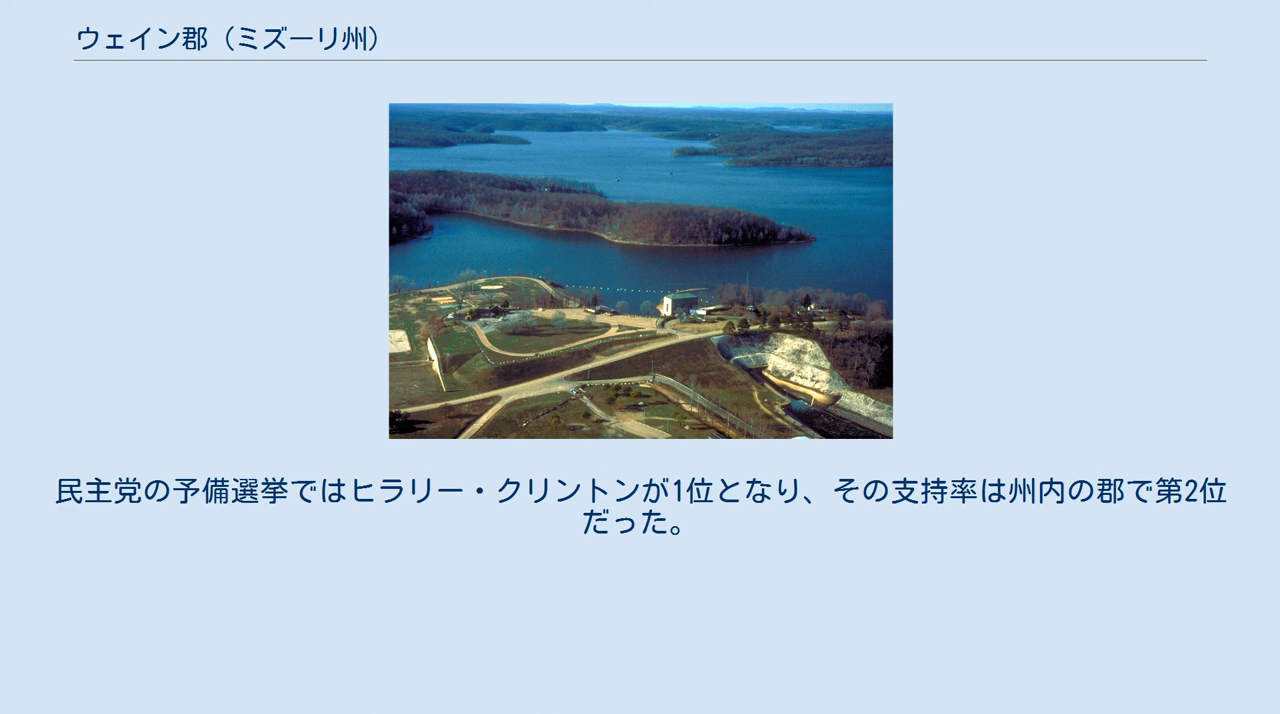 ウェイン郡（ミズーリ州）
民主党の予備選挙ではヒラリー・クリントンが1位となり、その支持率は州内の郡で第2位
だった。